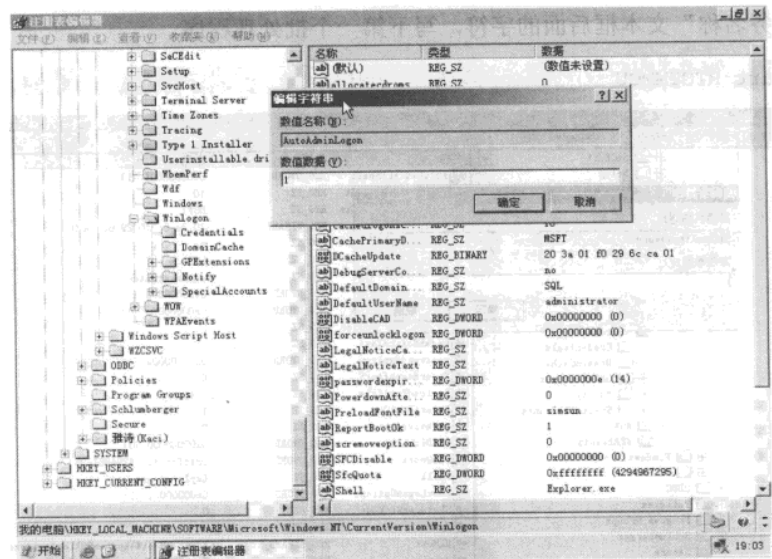 注册表编辑器
文件(F) 编辑(E) 查看(V) 收藏夹(A) 帮助(H)
SeCEdit
Setup
SvcHost
Terminal Server
Time Zones
Tracing
Type 1 Installer
Userinstallable.dri
WbemPerf
Wdf
Windows
Winlogon
Credentials
DomainCache
GPExtensions
Notify
SpecialAccounts
WOW
WPAEvents
Windows Script Host
WZCSVC
ODBC
Policies
Program Groups
Schlumberger
Secure
雅涛(Kaci)
SYSTEM
HKEY_USERS
HKEY_CURRENT_CONFIG
名称 类型 数据
(默认) REG_SZ (数值未设置)
allocatecdroms REG_SZ 0
编辑字符串
数值名称(N):
AutoAdminLogon
数值数据(V):
1
确定 取消
CachePrimaryD... REG_SZ MSFT
DCacheUpdate REG_BINARY 20 3a 01 f0 29 6c ca 01
DebugServerCo... REG_SZ no
DefaultDomain... REG_SZ SQL
DefaultUserName REG_SZ administrator
DisableCAD REG_DWORD 0x00000000 (0)
forceunlocklogon REG_DWORD 0x00000000 (0)
LegalNoticeCa... REG_SZ
LegalNoticeText REG_SZ
passwordexpir... REG_DWORD 0x0000000e (14)
PowerdownAfte... REG_SZ 0
PreloadFontFile REG_SZ simsun
ReportBootOk REG_SZ 1
scremoveoption REG_SZ 0
SFCDisable REG_DWORD 0x00000000 (0)
SfcQuota REG_DWORD 0xffffffff (4294967295)
Shell REG_SZ Explorer.exe
我的电脑\HKEY_LOCAL_MACHINE\SOFTWARE\Microsoft\Windows NT\CurrentVersion\Winlogon
开始 注册表编辑器 19:03